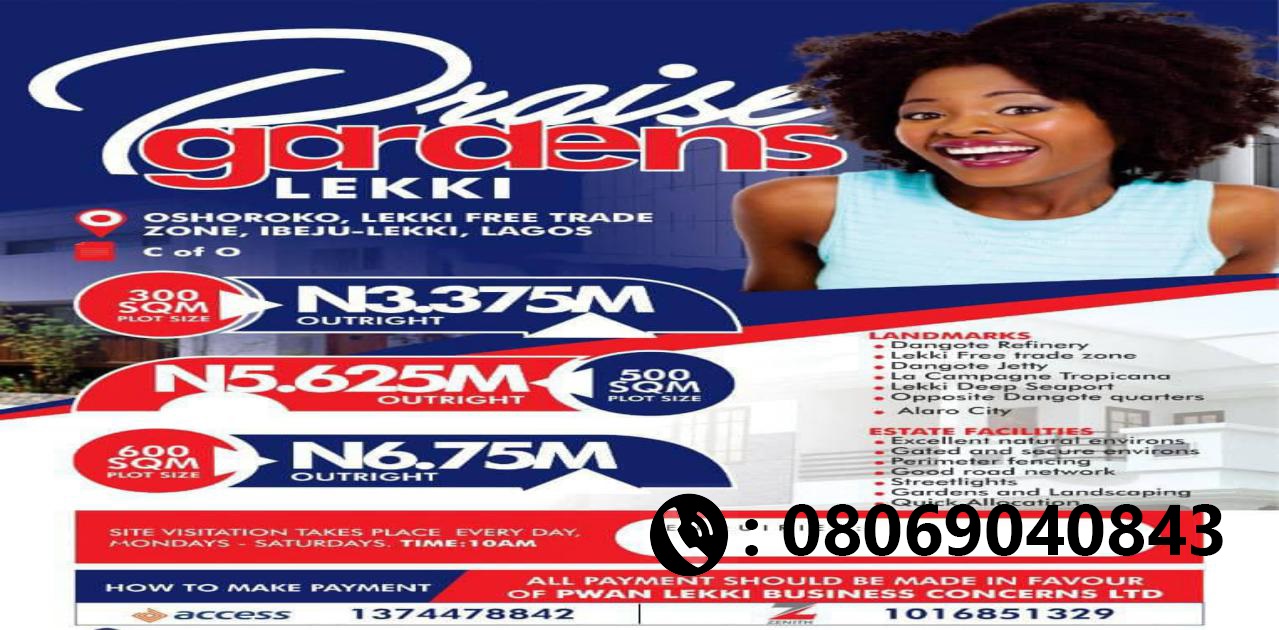 Praise
gardens
LEKKI
OSHOROKO, LEKKI FREE TRADE
ZONE, IBEJU-LEKKI, LAGOS
C of O
300
SQM
PLOT SIZE
N3.375M
OUTRIGHT
N5.625M
OUTRIGHT
500
SQM
PLOT SIZE
600
SQM
PLOT SIZE
N6.75M
OUTRIGHT
LANDMARKS
Dangote Refinery
Lekki Free trade zone
Dangote Jetty
La Campagne Tropicana
Lekki Deep Seaport
Opposite Dangote quarters
Alaro City
ESTATE FACILITIES
Excellent natural environs
Gated and secure environs
Perimeter fencing
Good road network
Streetlights
Gardens and Landscaping
Quick Allocation
SITE VISITATION TAKES PLACE EVERY DAY,
MONDAYS - SATURDAYS. TIME:10AM
: 08069040843
HOW TO MAKE PAYMENT
ALL PAYMENT SHOULD BE MADE IN FAVOUR
OF PWAN LEKKI BUSINESS CONCERNS LTD
access 1374478842
ZENITH 1016851329